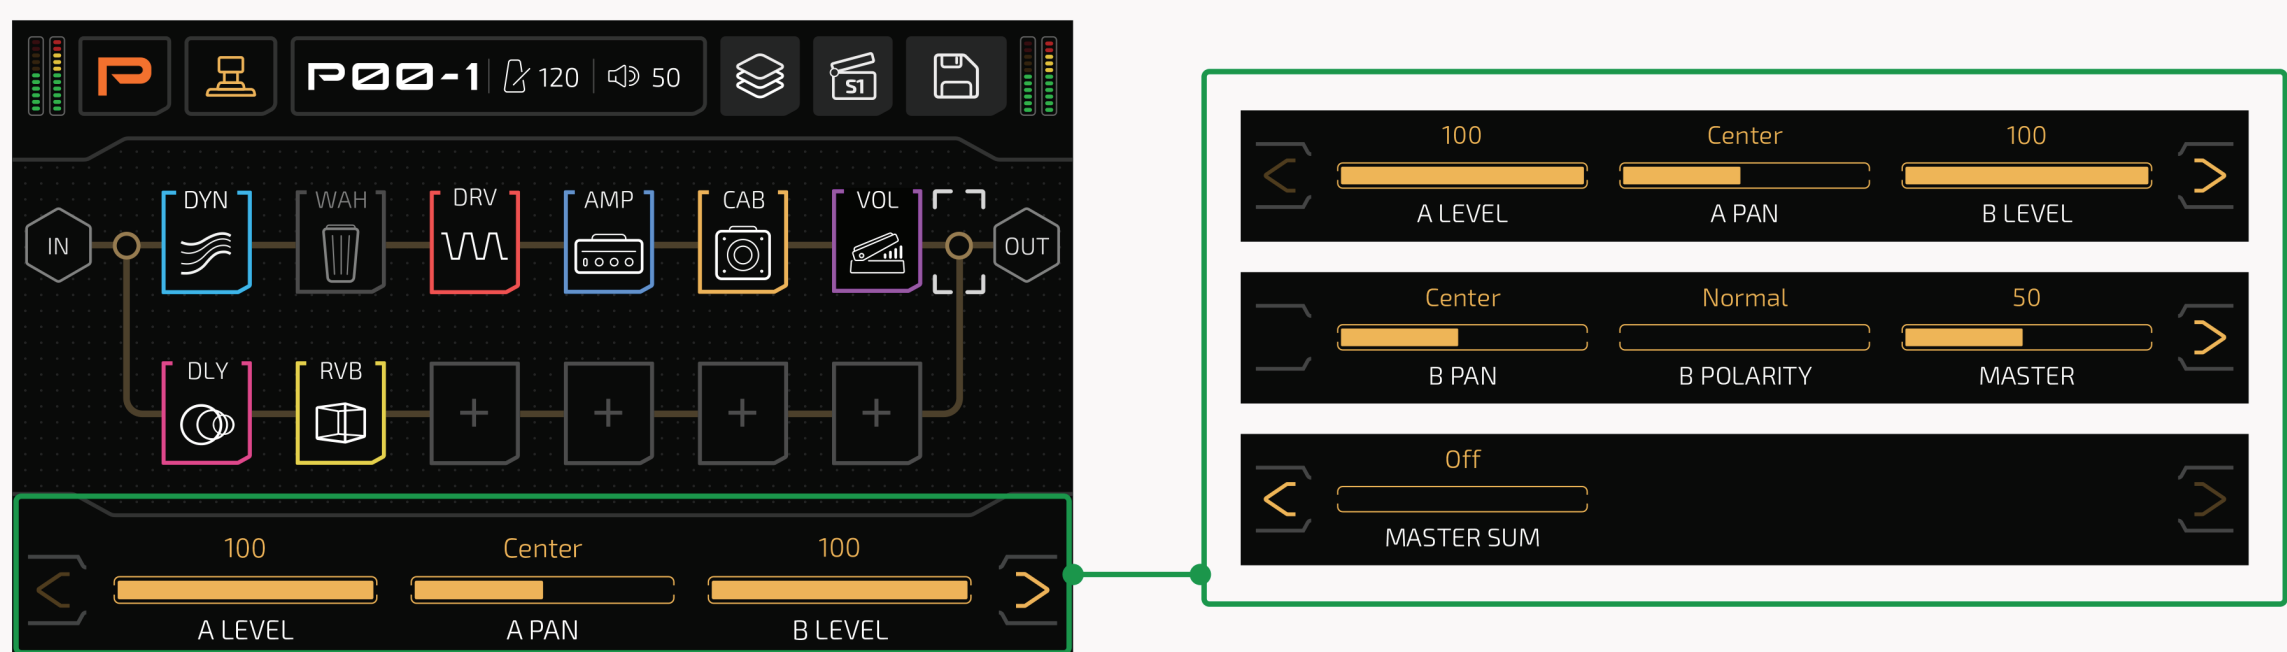 P00-1 120 50 S1
DYN WAH DRV AMP CAB VOL
IN OUT
DLY RVB
100 Center 100
A LEVEL A PAN B LEVEL
100 Center 100
A LEVEL A PAN B LEVEL
Center Normal 50
B PAN B POLARITY MASTER
Off
MASTER SUM